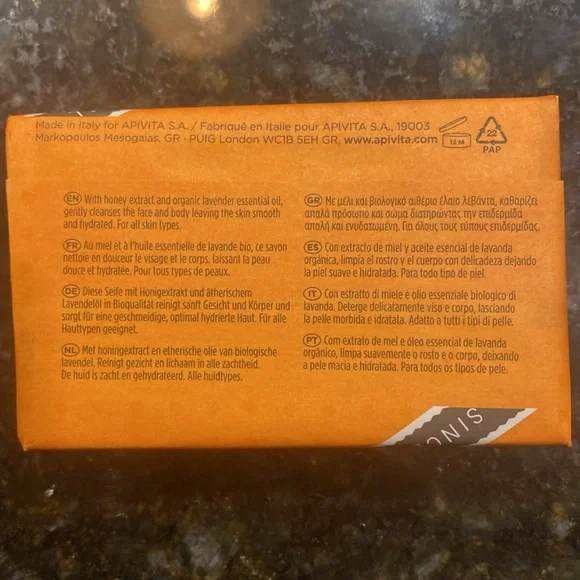 Made in Italy for APIVITA S.A. / Fabriqué en Italie pour APIVITA S.A., 19003
Markopoulos Mesogaias, GR - PUIG London WC1B 5EH GR, www.apivita.com
12 M
22
PAP
EN With honey extract and organic lavender essential oil,
gently cleanses the face and body leaving the skin smooth
and hydrated. For all skin types.
FR Au miel et à l'huile essentielle de lavande bio, ce savon
nettoie en douceur le visage et le corps, laissant la peau
douce et hydratée. Pour tous types de peaux.
DE Diese Seife mit Honigextrakt und ätherischem
Lavendelöl in Bioqualität reinigt sanft Gesicht und Körper und
sorgt für eine geschmeidige, optimal hydrierte Haut. Für alle
Hauttypen geeignet.
NL Met honingextract en etherische olie van biologische
lavendel. Reinigt gezicht en lichaam in alle zachtheid.
De huid is zacht en gehydrateerd. Alle huidtypes.
GR Με μέλι και βιολογικό αιθέριο έλαιο λεβάντα, καθαρίζει
απαλά πρόσωπο και σώμα διατηρώντας την επιδερμίδα
απαλή και ενυδατωμένη. Για όλους τους τύπους επιδερμίδας.
ES Con extracto de miel y aceite esencial de lavanda
orgánica, limpia el rostro y el cuerpo con delicadeza dejando
la piel suave e hidratada. Para todo tipo de piel.
IT Con estratto di miele e olio essenziale biologico di
lavanda. Deterge delicatamente viso e corpo, lasciando
la pelle morbida e idratata. Adatto a tutti i tipi di pelle.
PT Com extrato de mel e óleo essencial de lavanda
orgânico, limpa suavemente o rosto e o corpo, deixando
a pele macia e hidratada. Para todos os tipos de pele.
ONIS